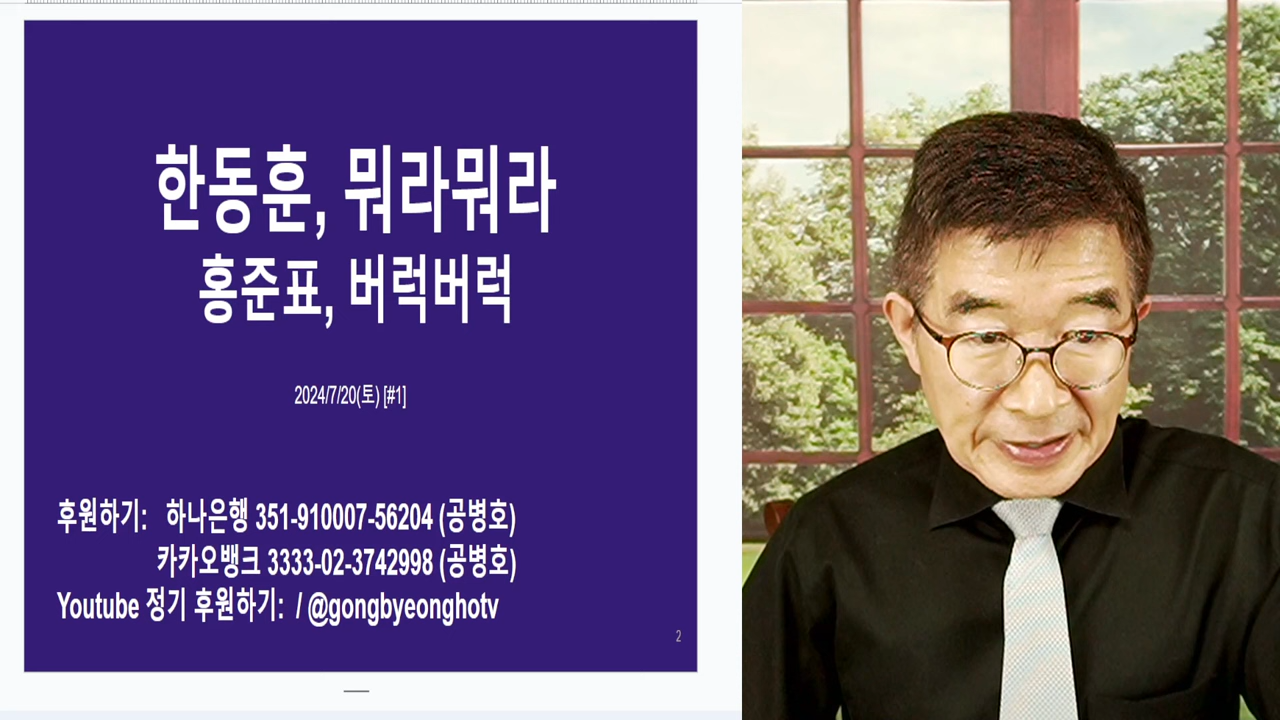 한동훈, 뭐라뭐라
홍준표, 버럭버럭
2024/7/20(토) [#1]
후원하기: 하나은행 351-910007-56204 (공병호)
카카오뱅크 3333-02-3742998 (공병호)
Youtube 정기 후원하기: / @gongbyeonghotv
2